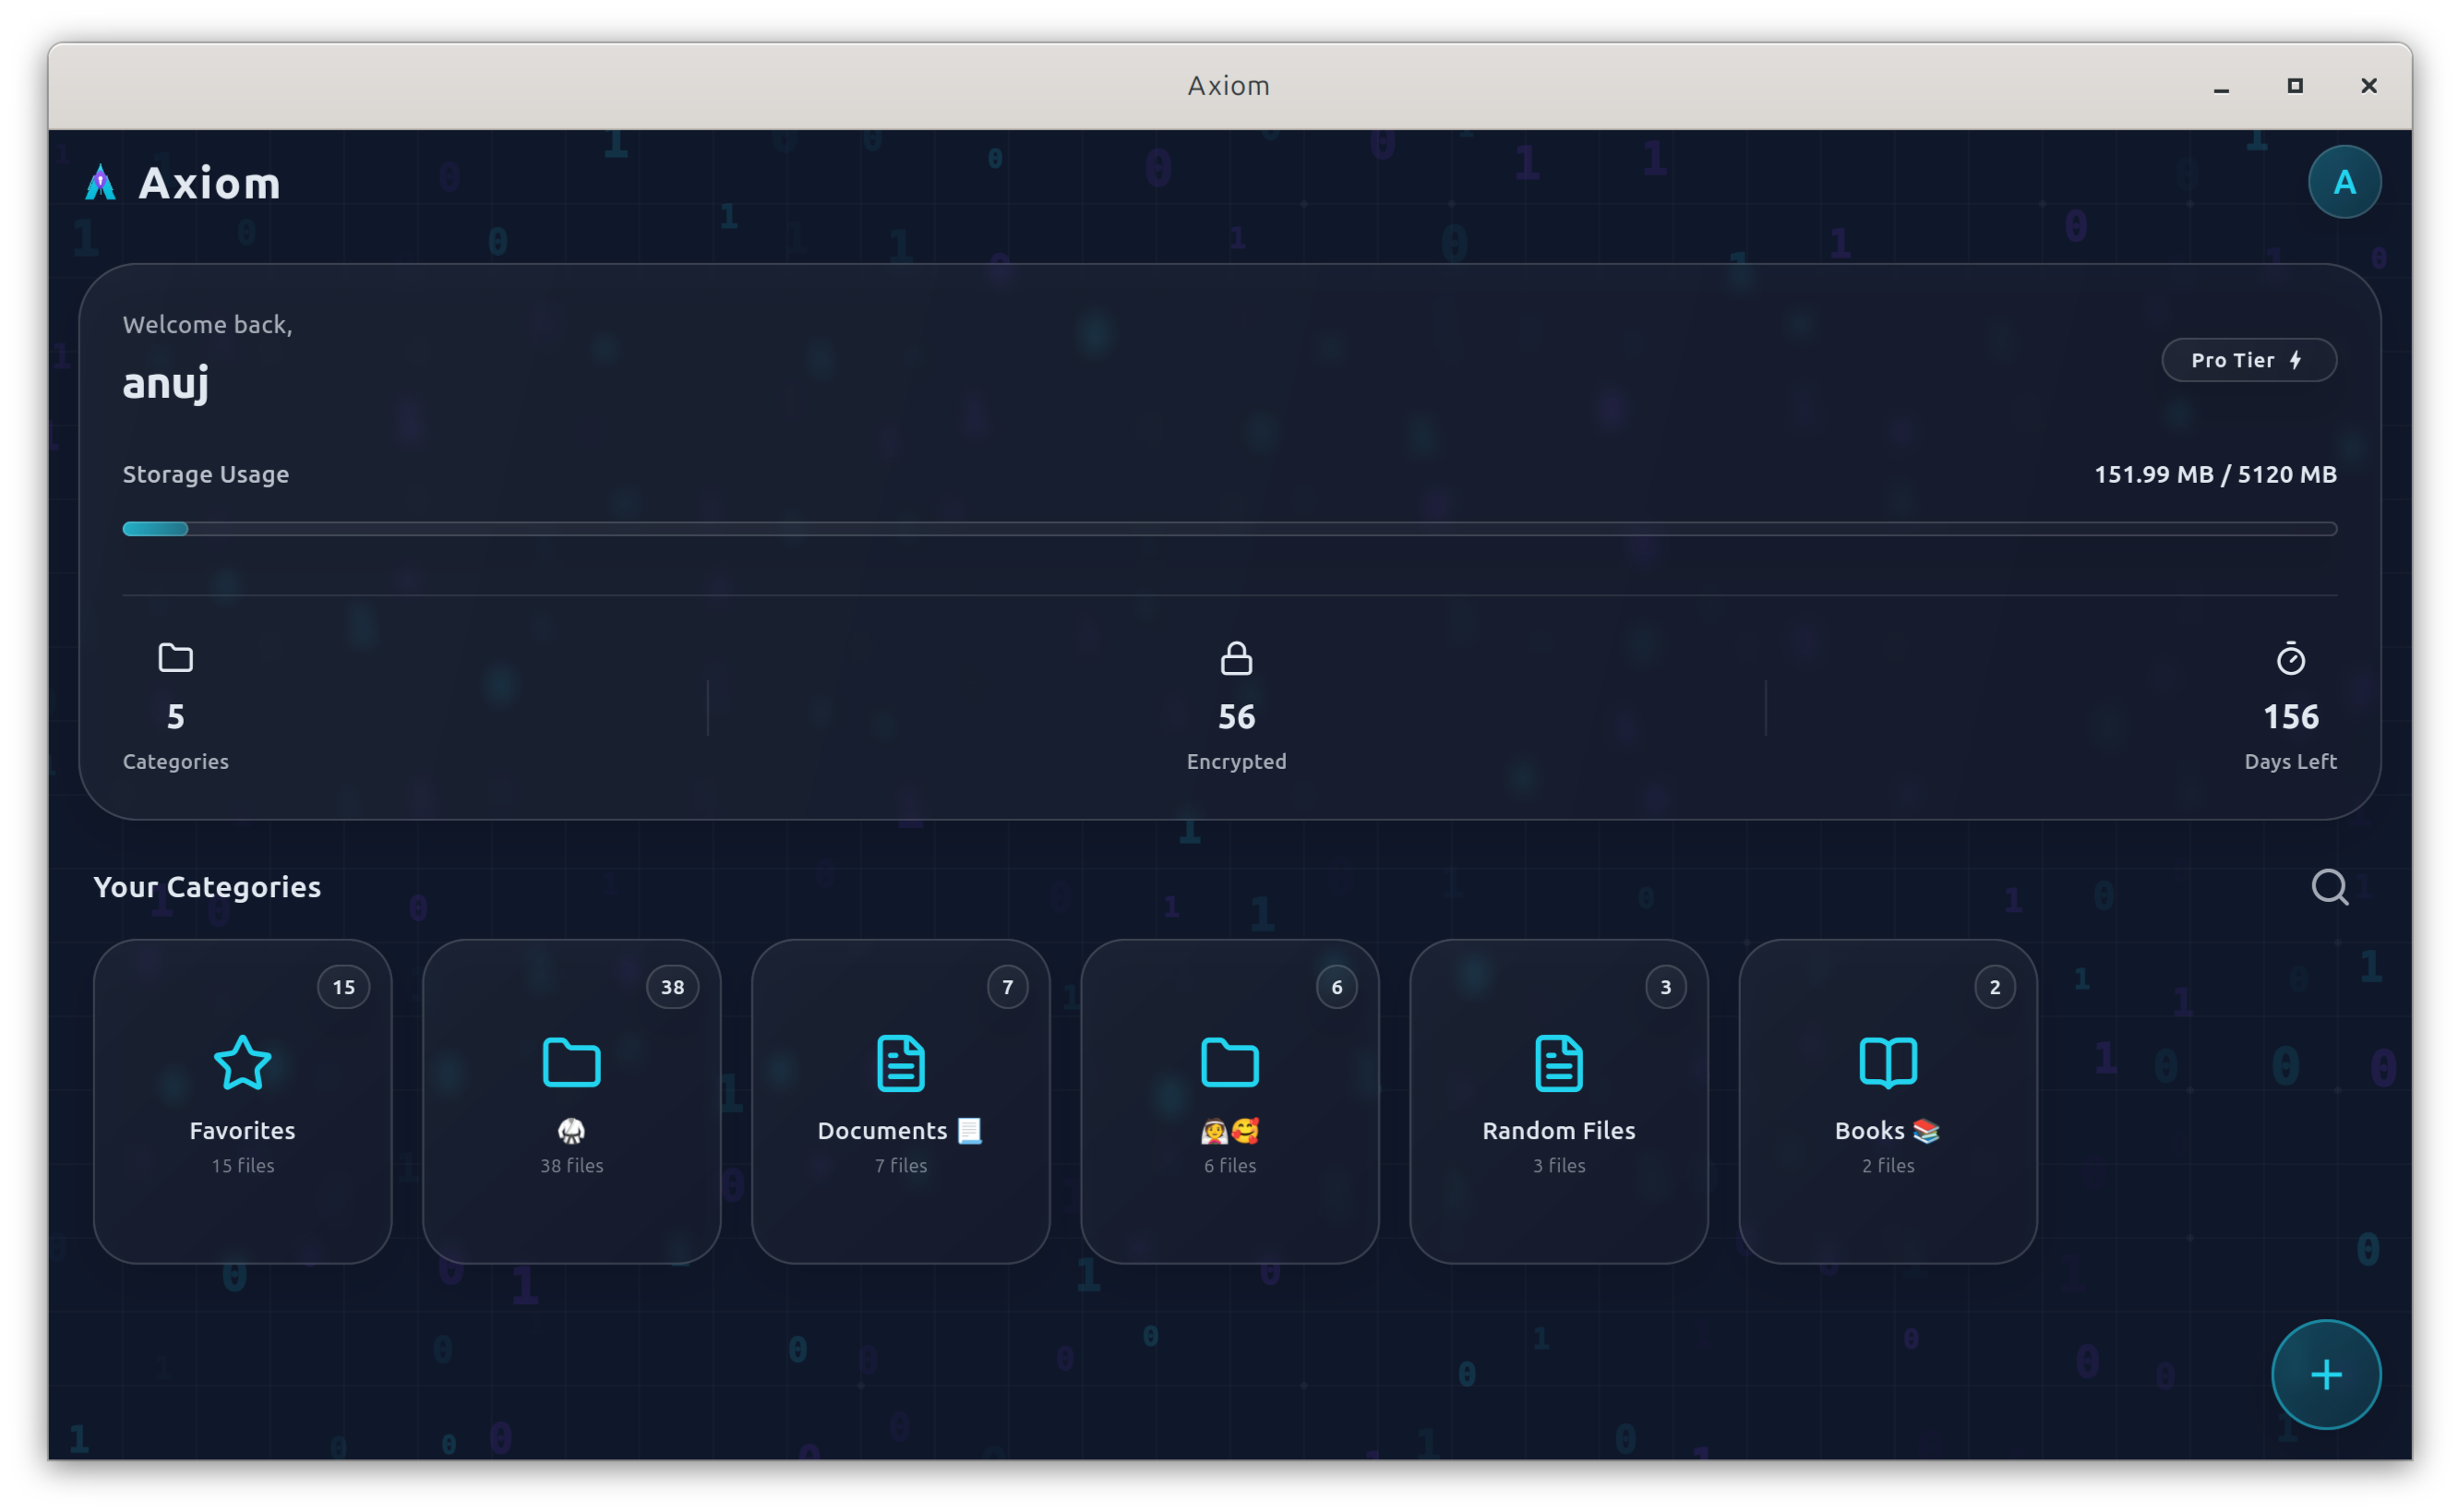 Axiom
Axiom
A
Welcome back,
anuj
Pro Tier
Storage Usage
151.99 MB / 5120 MB
5
Categories
56
Encrypted
156
Days Left
Your Categories
15
Favorites
15 files
38
🥋
38 files
7
Documents 📃
7 files
6
👰🥰
6 files
3
Random Files
3 files
2
Books 📚
2 files